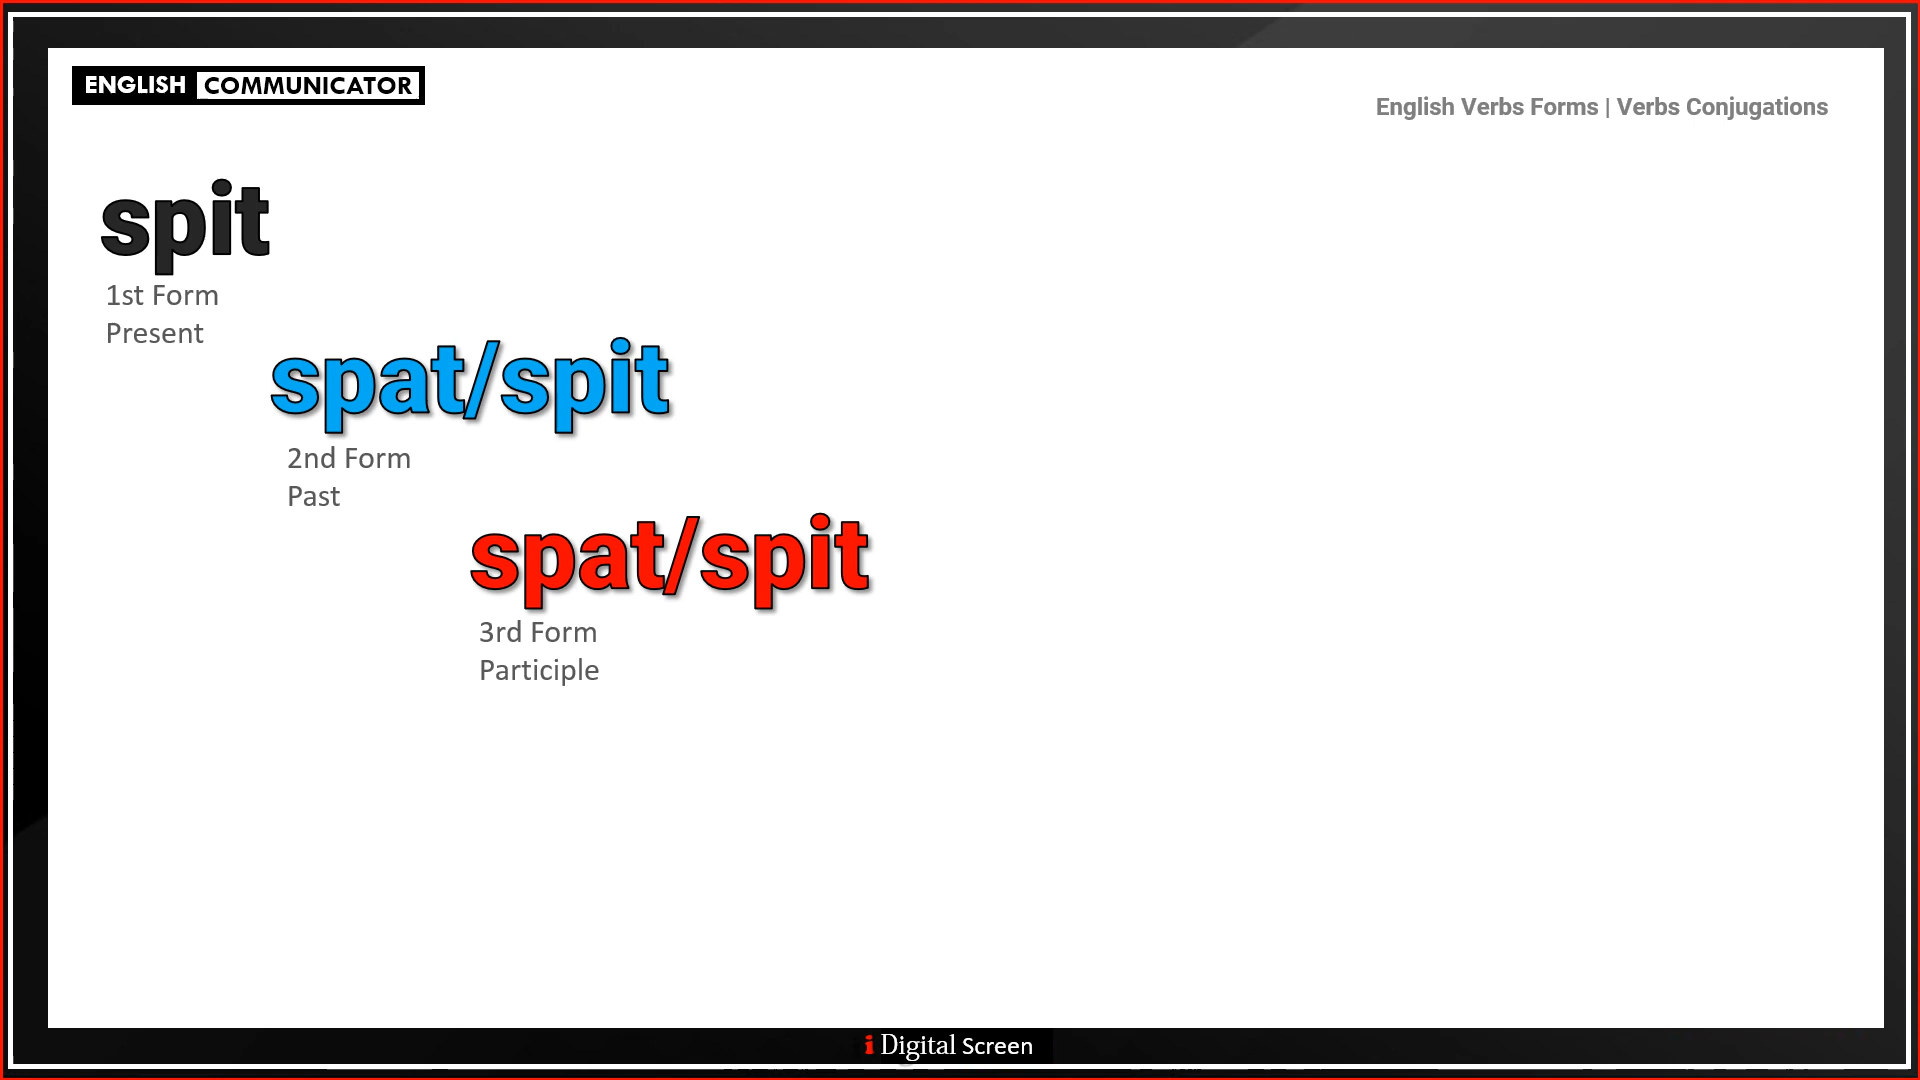 ENGLISH COMMUNICATOR
English Verbs Forms | Verbs Conjugations
spit
1st Form
Present
spat/spit
2nd Form
Past
spat/spit
3rd Form
Participle
i Digital Screen